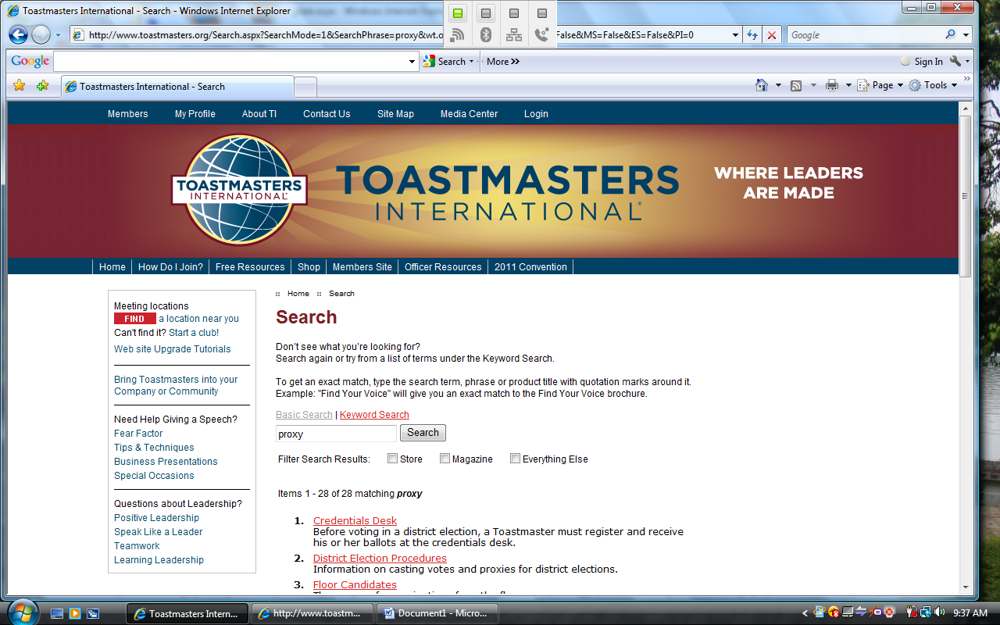 Toastmasters International - Search - Windows Internet Explorer
http://www.toastmasters.org/Search.aspx?SearchMode=1&SearchPhrase=proxy&wt.o
False&MS=False&ES=False&PI=0
Google
Google
Search
More >>
Sign In
Toastmasters International - Search
Page
Tools
Members
My Profile
About TI
Contact Us
Site Map
Media Center
Login
TOASTMASTERS
INTERNATIONAL
TOASTMASTERS
INTERNATIONAL
WHERE LEADERS
ARE MADE
Home
How Do I Join?
Free Resources
Shop
Members Site
Officer Resources
2011 Convention
Meeting locations
FIND a location near you
Can't find it? Start a club!
Web site Upgrade Tutorials
Bring Toastmasters into your
Company or Community
Need Help Giving a Speech?
Fear Factor
Tips & Techniques
Business Presentations
Special Occasions
Questions about Leadership?
Positive Leadership
Speak Like a Leader
Teamwork
Learning Leadership
:: Home :: Search
Search
Don't see what you're looking for?
Search again or try from a list of terms under the Keyword Search.
To get an exact match, type the search term, phrase or product title with quotation marks around it.
Example: "Find Your Voice" will give you an exact match to the Find Your Voice brochure.
Basic Search | Keyword Search
proxy
Search
Filter Search Results: Store Magazine Everything Else
Items 1 - 28 of 28 matching proxy
1. Credentials Desk
Before voting in a district election, a Toastmaster must register and receive
his or her ballots at the credentials desk.
2. District Election Procedures
Information on casting votes and proxies for district elections.
3. Floor Candidates
Toastmasters Intern...
http://www.toastm...
Document1 - Micro...
9:37 AM